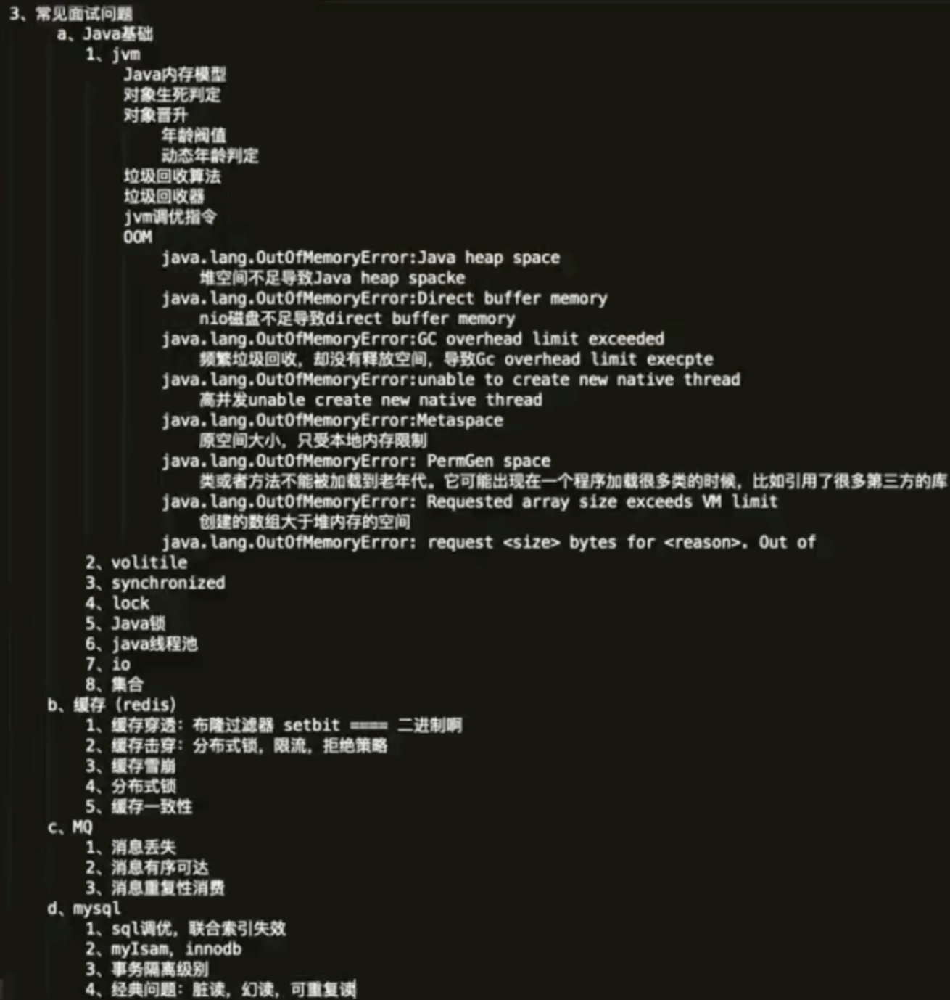 3、常见面试问题
a、Java基础
1、jvm
Java内存模型
对象生死判定
对象晋升
年龄阀值
动态年龄判定
垃圾回收算法
垃圾回收器
jvm调优指令
OOM
java.lang.OutOfMemoryError:Java heap space
堆空间不足导致Java heap spacke
java.lang.OutOfMemoryError:Direct buffer memory
nio磁盘不足导致direct buffer memory
java.lang.OutOfMemoryError:GC overhead limit exceeded
频繁垃圾回收，却没有释放空间，导致Gc overhead limit execpte
java.lang.OutOfMemoryError:unable to create new native thread
高并发unable create new native thread
java.lang.OutOfMemoryError:Metaspace
原空间大小，只受本地内存限制
java.lang.OutOfMemoryError: PermGen space
类或者方法不能被加载到老年代。它可能出现在一个程序加载很多类的时候，比如引用了很多第三方的库
java.lang.OutOfMemoryError: Requested array size exceeds VM limit
创建的数组大于堆内存的空间
java.lang.OutOfMemoryError: request <size> bytes for <reason>. Out of
2、volitile
3、synchronized
4、lock
5、Java锁
6、java线程池
7、io
8、集合
b、缓存（redis）
1、缓存穿透：布隆过滤器 setbit ==== 二进制啊
2、缓存击穿：分布式锁，限流，拒绝策略
3、缓存雪崩
4、分布式锁
5、缓存一致性
c、MQ
1、消息丢失
2、消息有序可达
3、消息重复性消费
d、mysql
1、sql调优，联合索引失效
2、myIsam, innodb
3、事务隔离级别
4、经典问题：脏读，幻读，可重复读